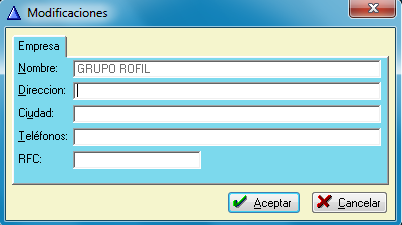 Modificaciones
Empresa
Nombre: GRUPO ROFIL
Direccion:
Ciudad:
Teléfonos:
RFC:
Aceptar Cancelar